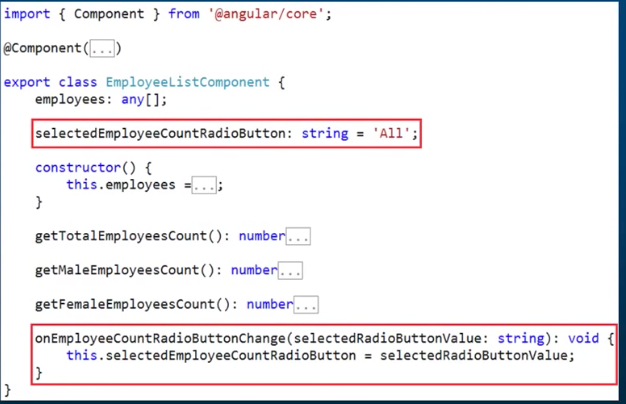 import { Component } from '@angular/core';
@Component(...)
export class EmployeeListComponent {
employees: any[];
selectedEmployeeCountRadioButton: string = 'All';
constructor() {
this.employees =...;
}
getTotalEmployeesCount(): number...
getMaleEmployeesCount(): number...
getFemaleEmployeesCount(): number...
onEmployeeCountRadioButtonChange(selectedRadioButtonValue: string): void {
this.selectedEmployeeCountRadioButton = selectedRadioButtonValue;
}
}